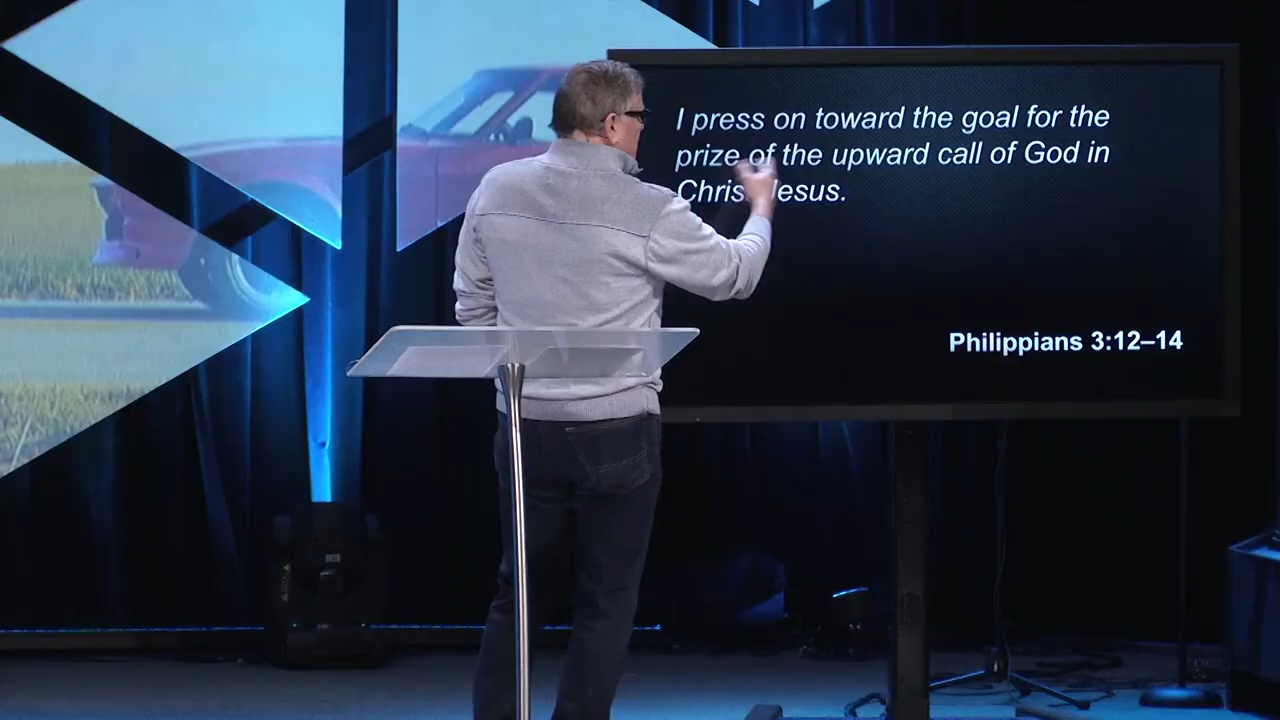 I press on toward the goal for the
prize of the upward call of God in
Jesus.
Philippians 3:12–14